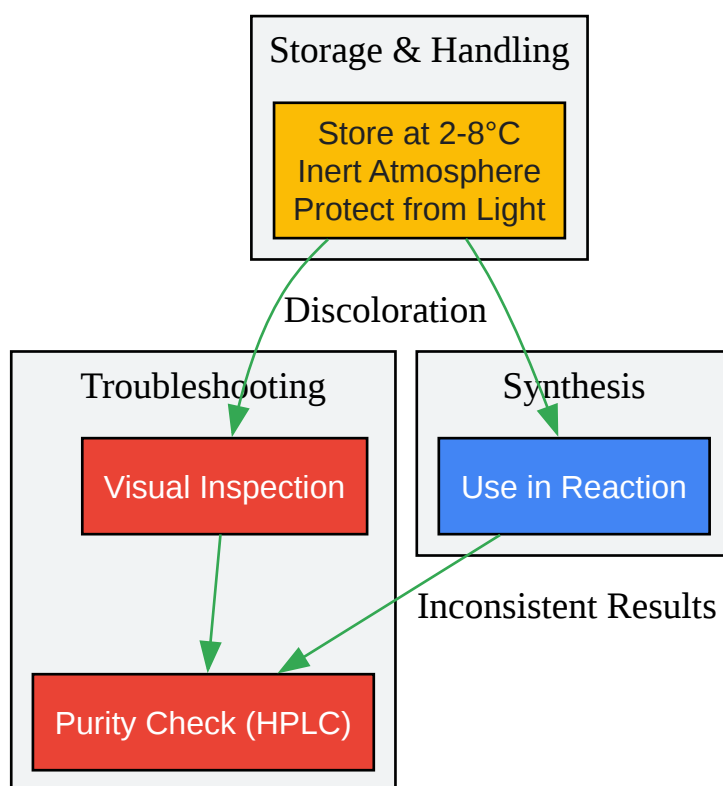 Storage & Handling
Store at 2-8°C
Inert Atmosphere
Protect from Light
Discoloration
Troubleshooting
Synthesis
Visual Inspection
Use in Reaction
Inconsistent Results
Purity Check (HPLC)